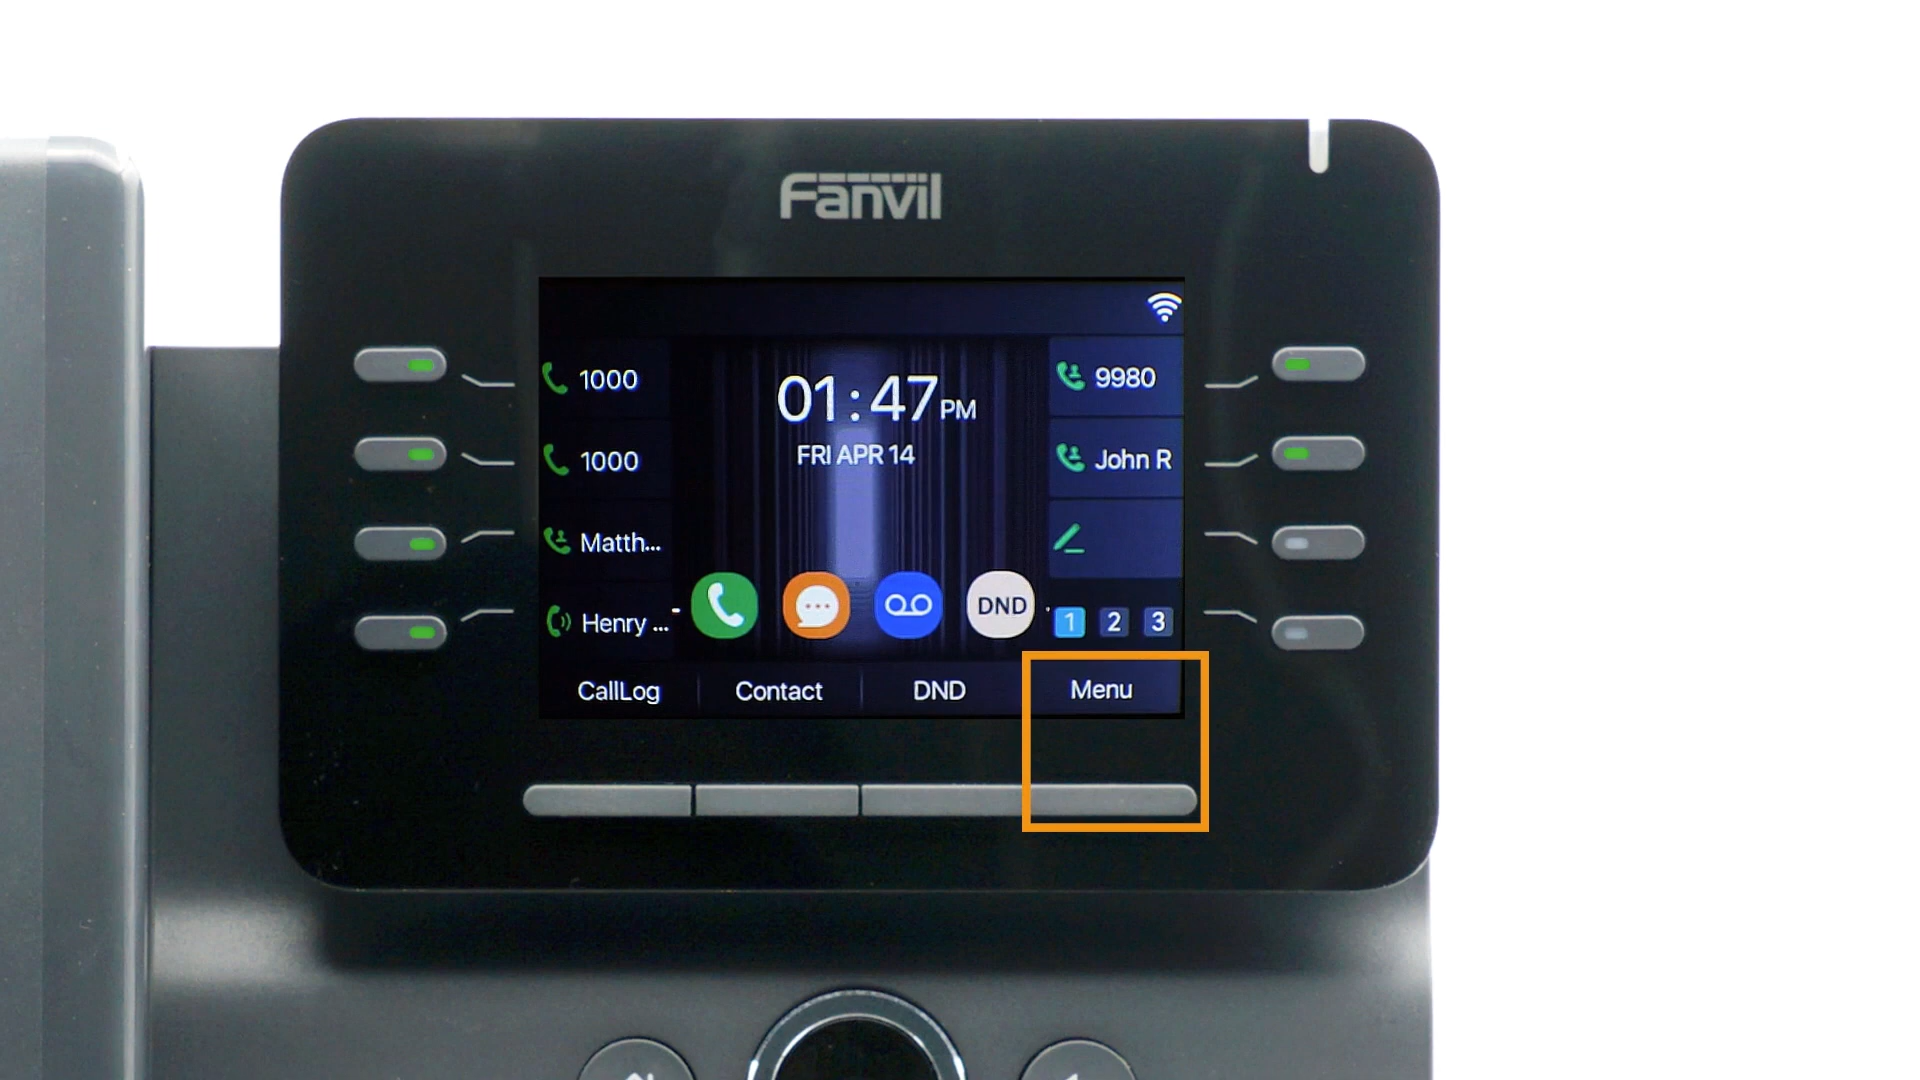 Fanvil
1000
1000
Matth...
Henry ...
01:47PM
FRI APR 14
DND
9980
John R
1 2 3
CallLog Contact DND Menu